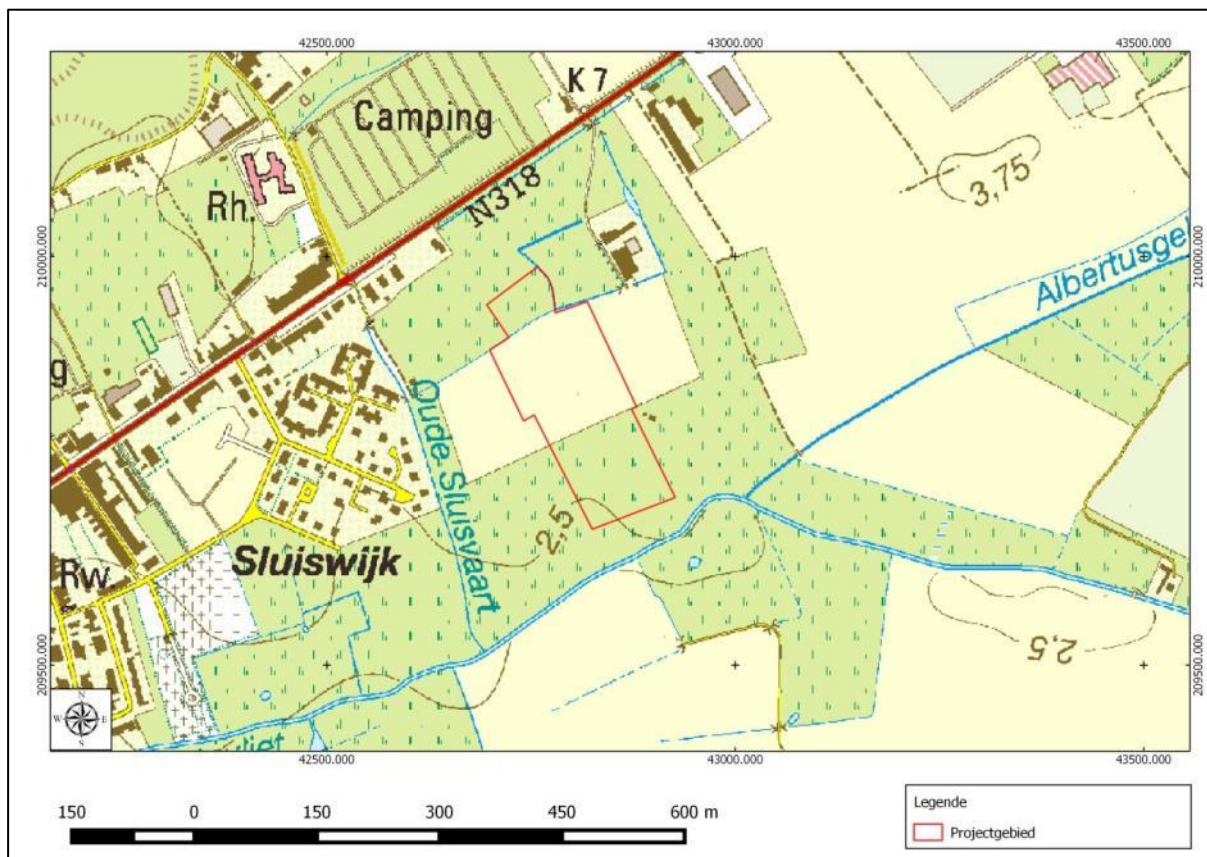 42500.000
43000.000
43500.000
K 7
Camping
N318
Rh.
3,75
210000.000
210000.000
g
Oude Sluisvaart
2,5
Sluiswijk
Rw.
2,5
209500.000
209500.000
N
W E
S
42500.000
43000.000
43500.000
150 0 150 300 450 600 m
Legende
Projectgebied